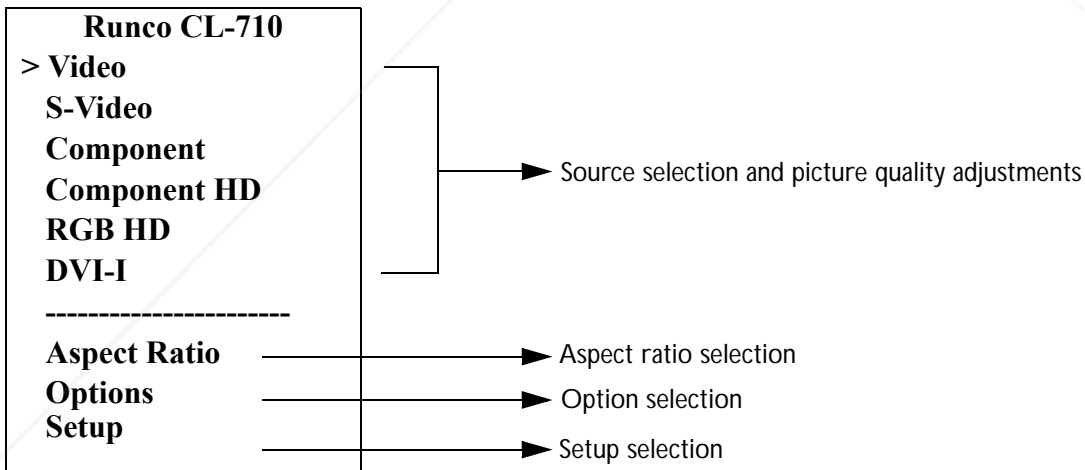 Runco CL-710
> Video
S-Video
Component
Component HD
RGB HD
DVI-I
Source selection and picture quality adjustments
-----------------------
Aspect Ratio
Aspect ratio selection
Options
Option selection
Setup
Setup selection